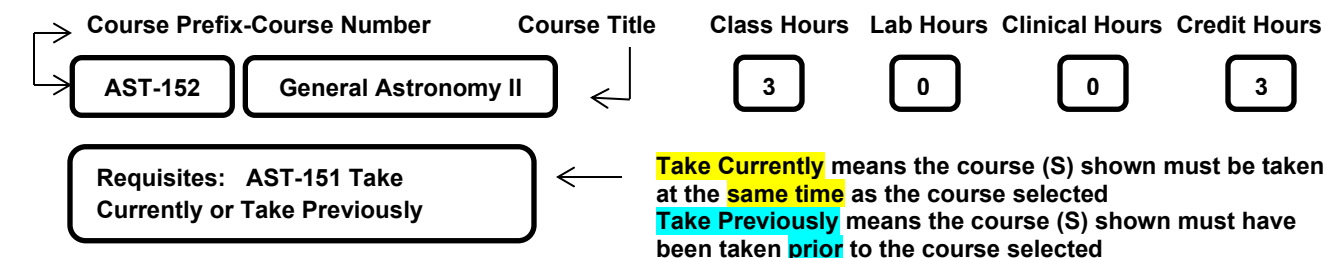 Course Prefix-Course Number Course Title Class Hours Lab Hours Clinical Hours Credit Hours
AST-152 General Astronomy II 3 0 0 3
Requisites: AST-151 Take
Currently or Take Previously
Take Currently means the course (S) shown must be taken
at the same time as the course selected
Take Previously means the course (S) shown must have
been taken prior to the course selected